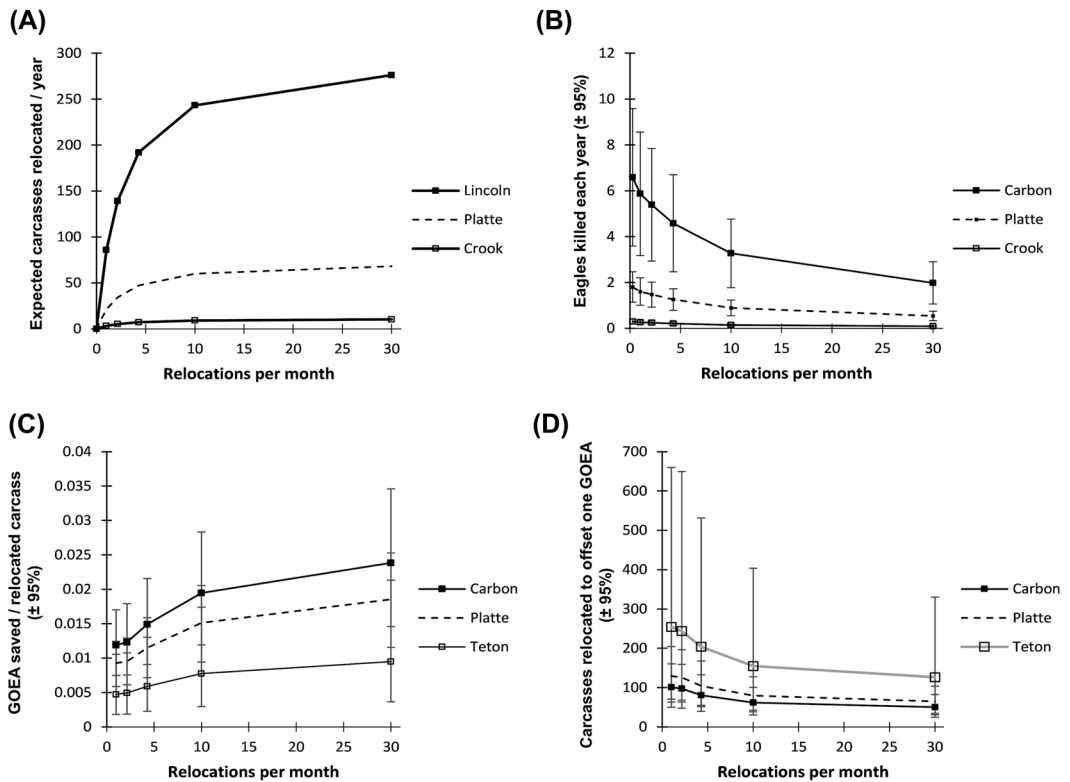 (A)
Expected carcasses relocated / year
300
250
200
150
100
50
0
0 5 10 15 20 25 30
Relocations per month
Lincoln
Platte
Crook
(B)
Eagles killed each year (± 95%)
12
10
8
6
4
2
0
0 5 10 15 20 25 30
Relocations per month
Carbon
Platte
Crook
(C)
GOEA saved / relocated carcass
(± 95%)
0.04
0.035
0.03
0.025
0.02
0.015
0.01
0.005
0
0 5 10 15 20 25 30
Relocations per month
Carbon
Platte
Teton
(D)
Carcasses relocated to offset one GOEA
(± 95%)
700
600
500
400
300
200
100
0
0 5 10 15 20 25 30
Relocations per month
Carbon
Platte
Teton